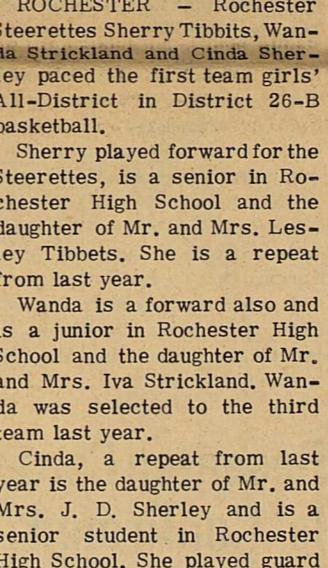 ROCHESTER — Rochester
Steerettes Sherry Tibbits, Wan-
da Strickland and Cinda Sher-
ley paced the first team girls'
All-District in District 26-B
basketball.
Sherry played forward for the
Steerettes, is a senior in Ro-
chester High School and the
daughter of Mr. and Mrs. Les-
ley Tibbets. She is a repeat
from last year.
Wanda is a forward also and
is a junior in Rochester High
School and the daughter of Mr.
and Mrs. Iva Strickland. Wan-
da was selected to the third
team last year.
Cinda, a repeat from last
year is the daughter of Mr. and
Mrs. J. D. Sherley and is a
senior student in Rochester
High School. She played guard